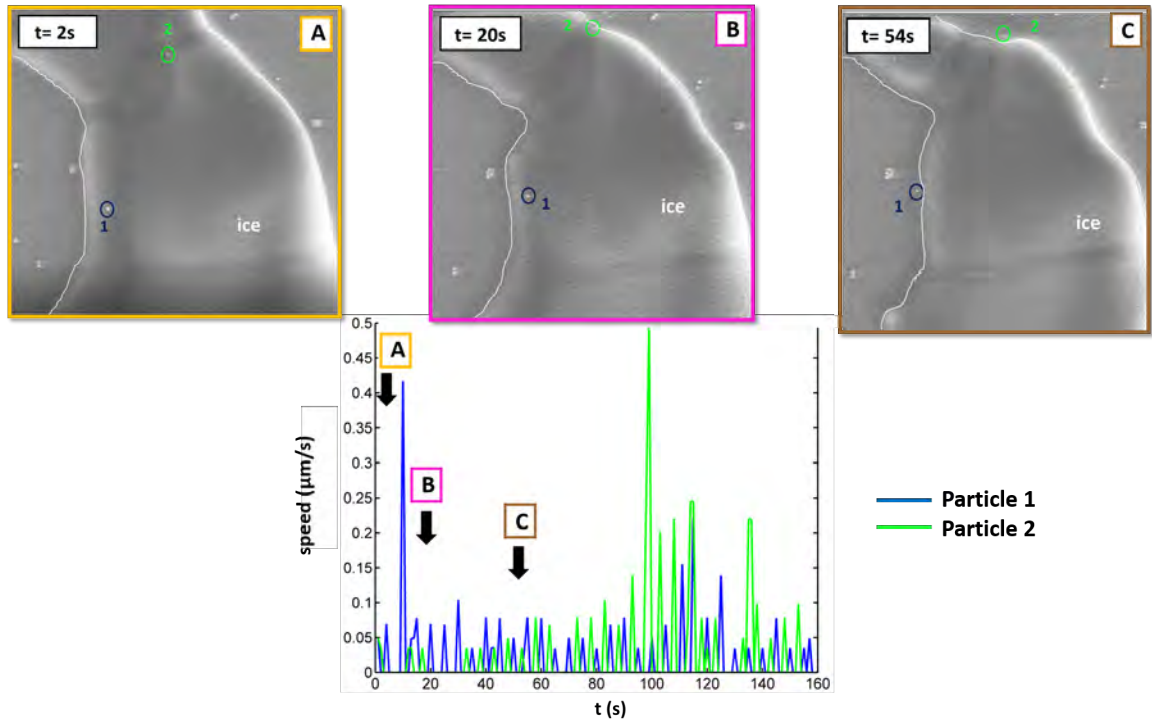 t= 2s
2
A
1
ice
t= 20s
2
B
1
ice
t= 54s
2
C
1
ice
speed (μm/s)
0.5
0.45
0.4
0.35
0.3
0.25
0.2
0.15
0.1
0.05
0
A
B
C
0 20 40 60 80 100 120 140 160
t (s)
Particle 1
Particle 2